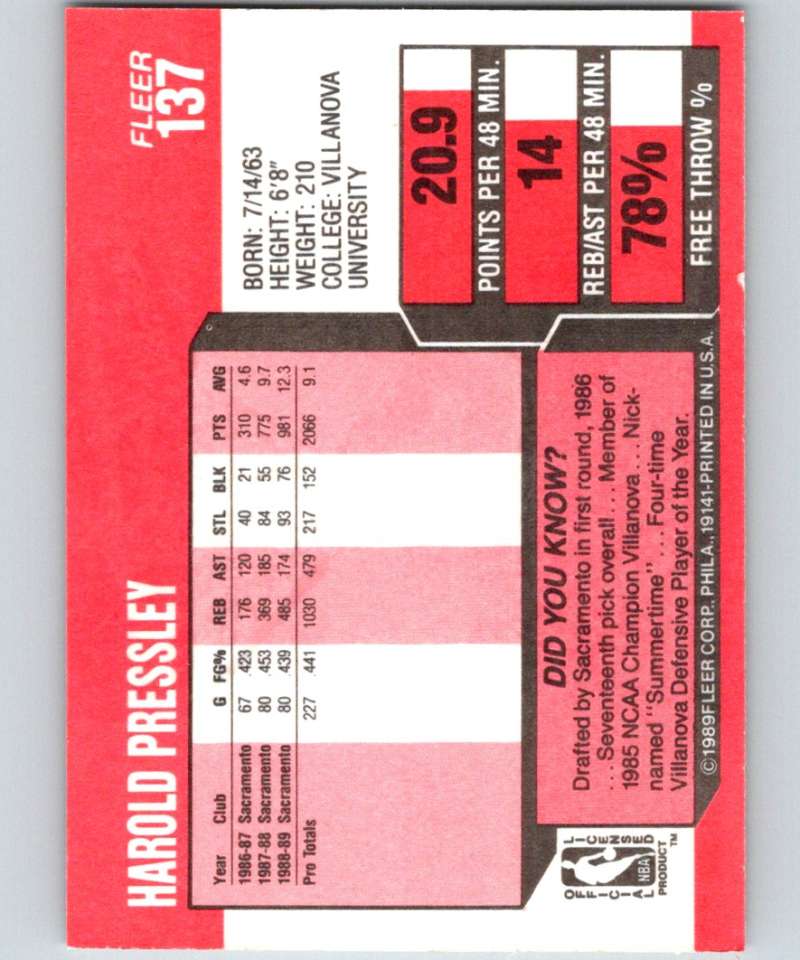 FLEER
137
HAROLD PRESSLEY
BORN: 7/14/63
HEIGHT: 6'8"
WEIGHT: 210
COLLEGE: VILLANOVA
UNIVERSITY
Year Club G FG% REB AST STL BLK PTS AVG
1986-87 Sacramento 67 .423 176 120 40 21 310 4.6
1987-88 Sacramento 80 .453 369 185 84 55 775 9.7
1988-89 Sacramento 80 .439 485 174 93 76 981 12.3
Pro Totals 227 .441 1030 479 217 152 2066 9.1
20.9
POINTS PER 48 MIN.
14
REB/AST PER 48 MIN.
78%
FREE THROW %
DID YOU KNOW?
Drafted by Sacramento in first round, 1986
. . . Seventeenth pick overall . . . Member of
1985 NCAA Champion Villanova . . . Nick-
named "Summertime" . . . Four-time
Villanova Defensive Player of the Year.
OFFICIAL LICENSED
NBA
PRODUCT™
©1989 FLEER CORP., PHILA., 19141-PRINTED IN U.S.A.